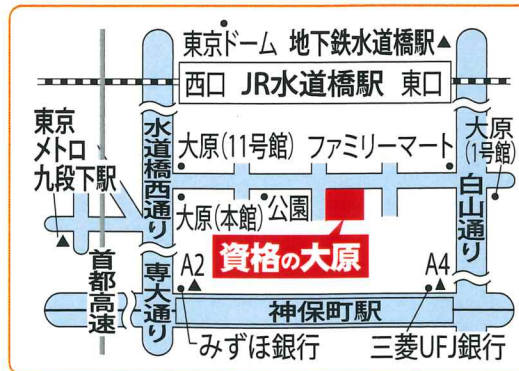 東京ドーム 地下鉄水道橋駅▲
西口 JR水道橋駅 東口
東京
メトロ
九段下駅
水道橋西通り
大原(11号館)
ファミリーマート
大原
(1号館)
白山通り
大原(本館)
公園
資格の大原
首都高速
専大通り
A2
A4
神保町駅
みずほ銀行
三菱UFJ銀行